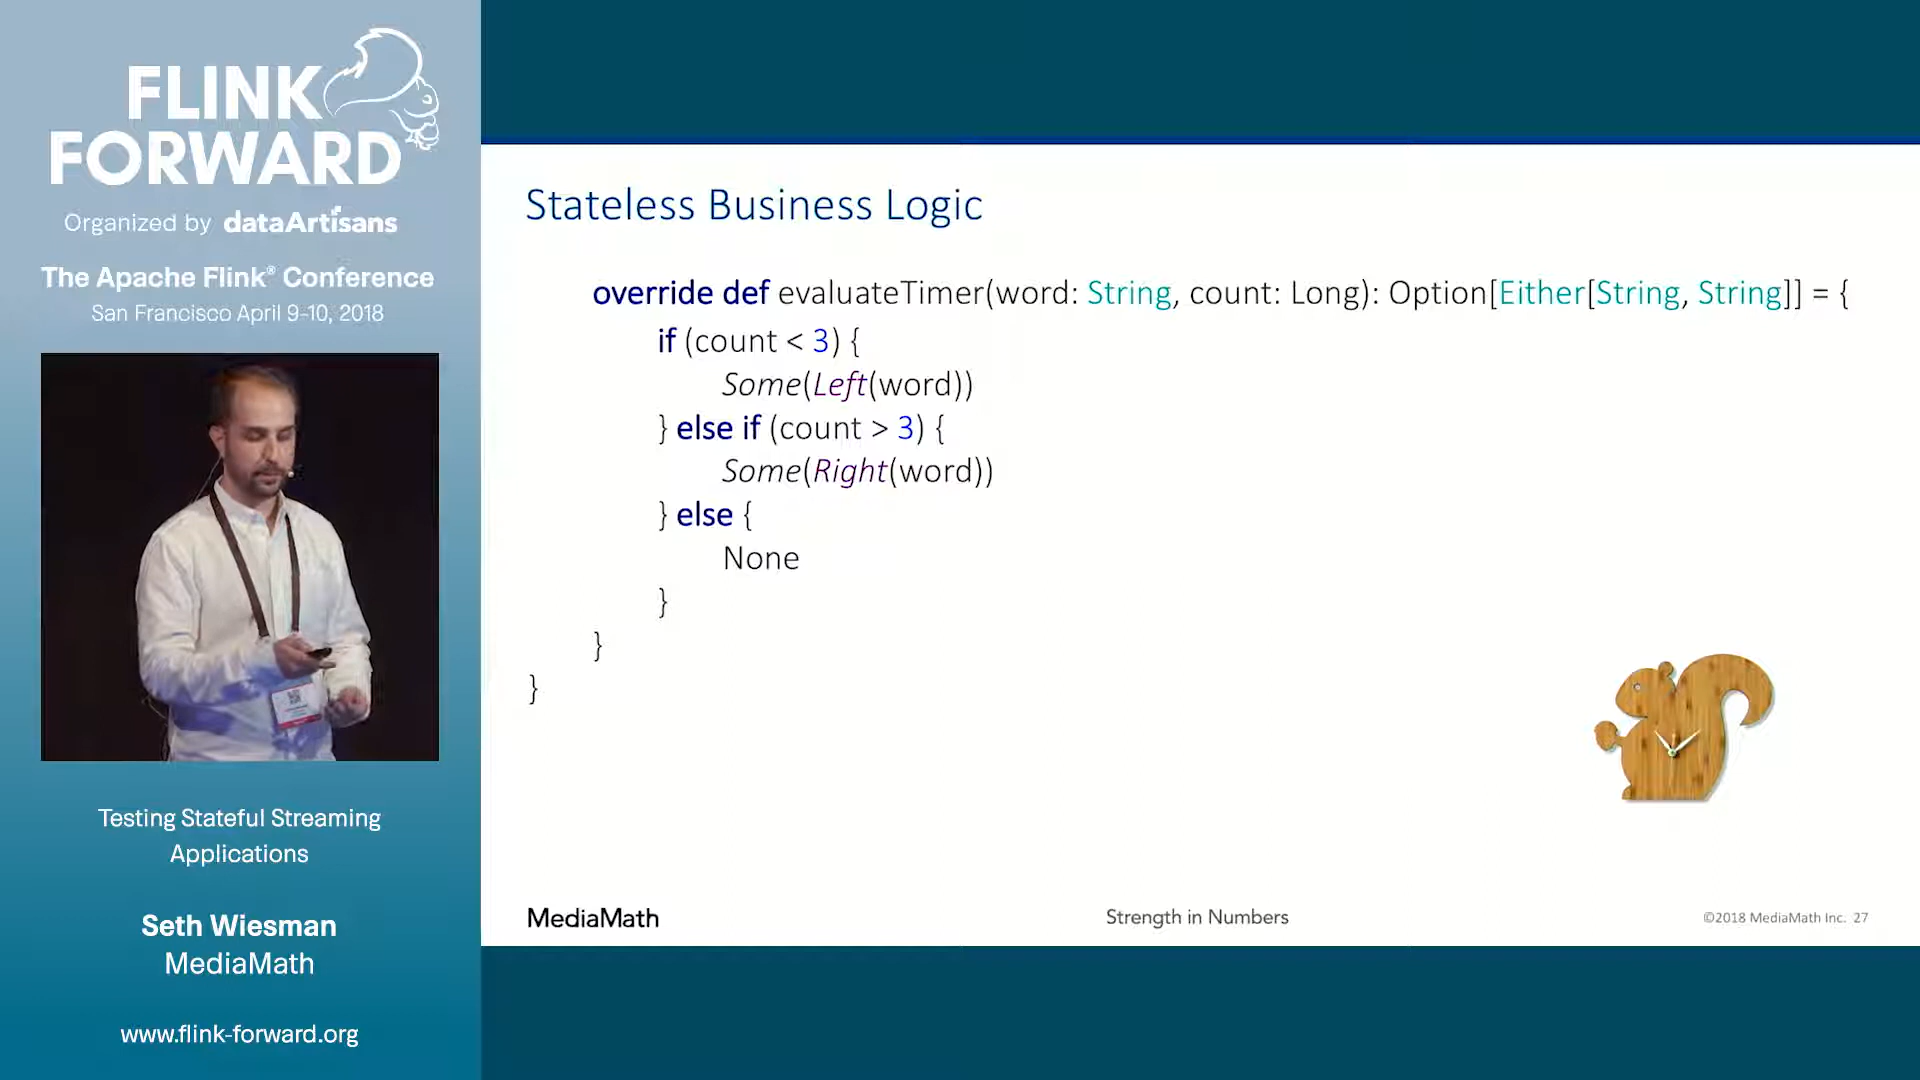 FLINK
FORWARD
Organized by dataArtisans
The Apache Flink® Conference
San Francisco April 9-10, 2018
Testing Stateful Streaming
Applications
Seth Wiesman
MediaMath
www.flink-forward.org
Stateless Business Logic
override def evaluateTimer(word: String, count: Long): Option[Either[String, String]] = {
if (count < 3) {
Some(Left(word))
} else if (count > 3) {
Some(Right(word))
} else {
None
}
}
}
MediaMath
Strength in Numbers
©2018 MediaMath Inc. 27